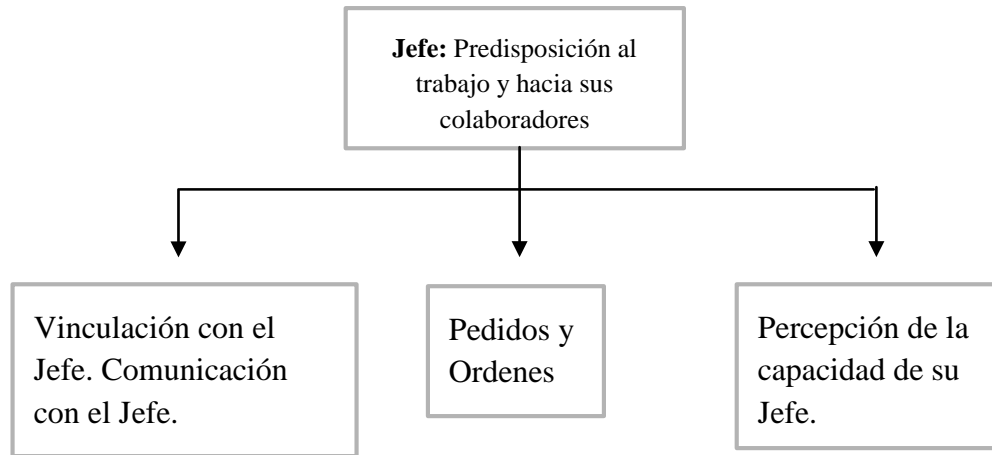 Jefe: Predisposición al
trabajo y hacia sus
colaboradores
Vinculación con el
Jefe. Comunicación
con el Jefe.
Pedidos y
Ordenes
Percepción de la
capacidad de su
Jefe.